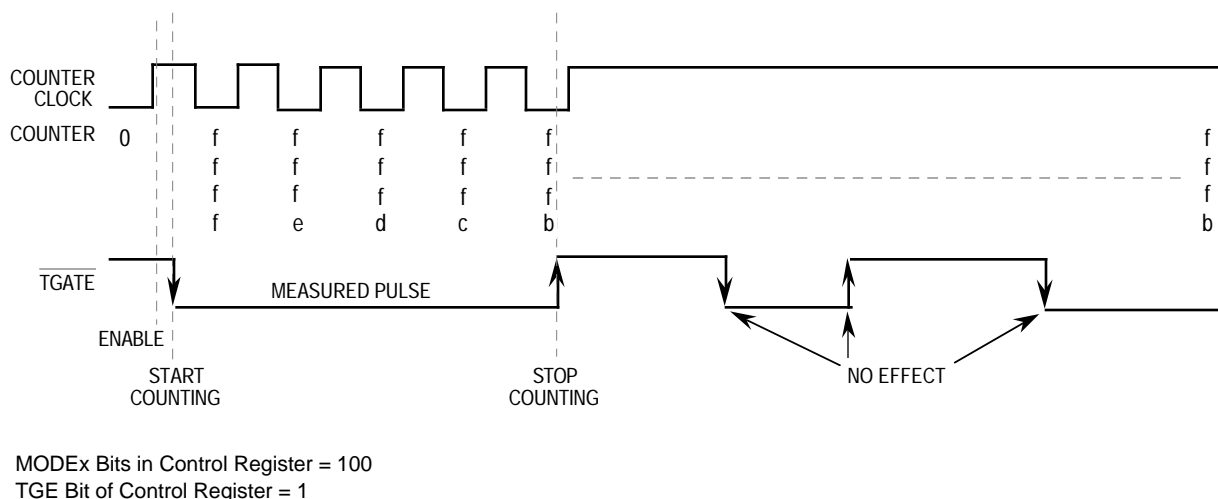 COUNTER
CLOCK
COUNTER 0 f f f f f f
f f f f f f
f f f f f f
f e d c b b
TGATE
MEASURED PULSE
ENABLE
START
COUNTING
STOP
COUNTING
NO EFFECT
MODEx Bits in Control Register = 100
TGE Bit of Control Register = 1